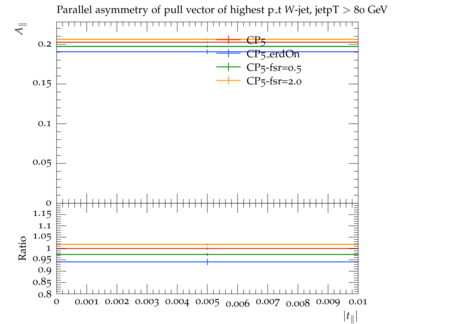 Parallel asymmetry of pull vector of highest p_t W-jet, jetpT > 80 GeV
A∥
0.2
0.15
0.1
0.05
0
CP5
CP5_erdOn
CP5-fsr=0.5
CP5-fsr=2.0
Ratio
1.15
1.1
1.05
1
0.95
0.9
0.85
0.8
0 0.001 0.002 0.003 0.004 0.005 0.006 0.007 0.008 0.009 0.01
|t∥|